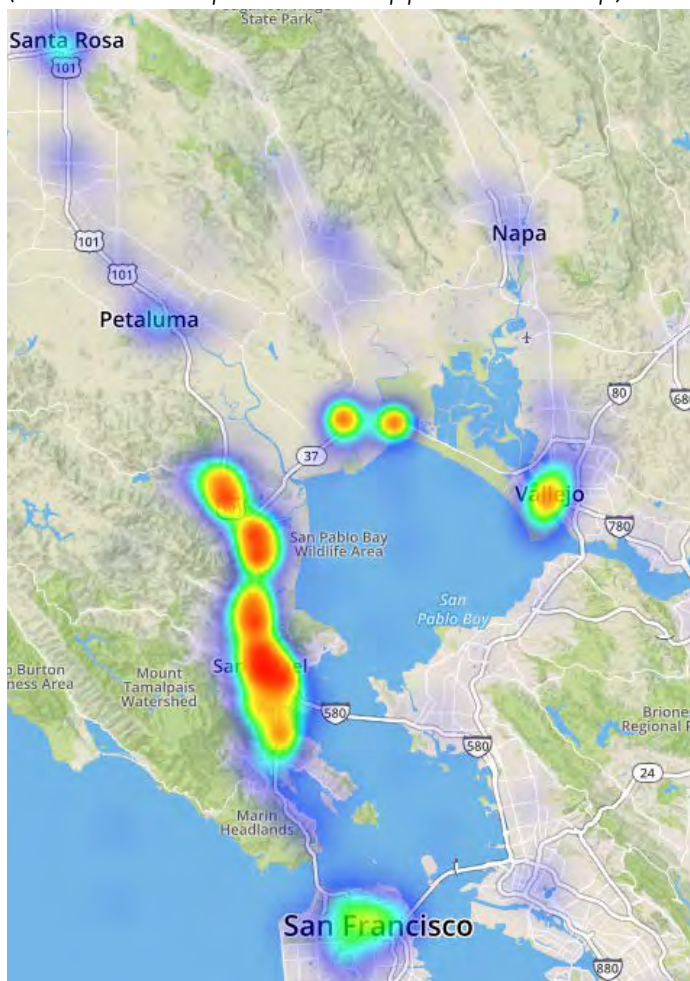 State Park
Santa Rosa
101
101
101
Napa
Petaluma
80
37
Vallejo
780
San Pablo Bay
Wildlife Area
San
Pablo Bay
Burton
Mount
Tamalpais
Watershed
580
580
24
Marin
Headlands
San Francisco
880